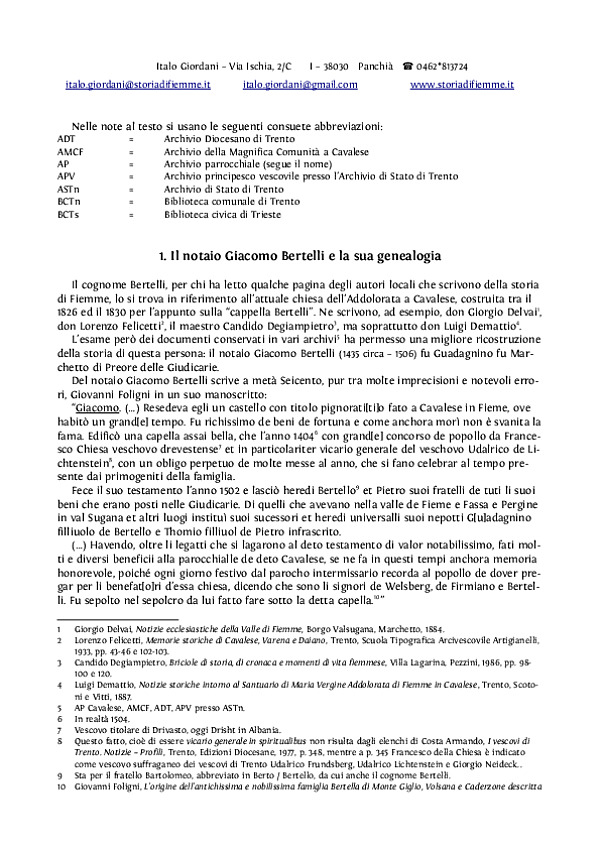 Italo Giordani – Via Ischia, 2/C I – 38030 Panchià ☎ 0462*813724
italo.giordani@storiadifiemme.it italo.giordani@gmail.com www.storiadifiemme.it
Nelle note al testo si usano le seguenti consuete abbreviazioni:
ADT = Archivio Diocesano di Trento
AMCF = Archivio della Magnifica Comunità a Cavalese
AP = Archivio parrocchiale (segue il nome)
APV = Archivio principesco vescovile presso l'Archivio di Stato di Trento
ASTn = Archivio di Stato di Trento
BCTn = Biblioteca comunale di Trento
BCTs = Biblioteca civica di Trieste
1. Il notaio Giacomo Bertelli e la sua genealogia
Il cognome Bertelli, per chi ha letto qualche pagina degli autori locali che scrivono della storia
di Fiemme, lo si trova in riferimento all'attuale chiesa dell'Addolorata a Cavalese, costruita tra il
1826 ed il 1830 per l'appunto sulla "cappella Bertelli". Ne scrivono, ad esempio, don Giorgio Delvai¹,
don Lorenzo Felicetti², il maestro Candido Degiampietro³, ma soprattutto don Luigi Demattio⁴.
L'esame però dei documenti conservati in vari archivi⁵ ha permesso una migliore ricostruzione
della storia di questa persona: il notaio Giacomo Bertelli (1435 circa – 1506) fu Guadagnino fu Mar-
chetto di Preore delle Giudicarie.
Del notaio Giacomo Bertelli scrive a metà Seicento, pur tra molte imprecisioni e notevoli erro-
ri, Giovanni Foligni in un suo manoscritto:
"Giacomo. (...) Resedeva egli un castello con titolo pignorati[ti]o fato a Cavalese in Fieme, ove
habitò un grand[e] tempo. Fu richissimo de beni de fortuna e come anchora morì non è svanita la
fama. Edificò una capella assai bella, che l'anno 1404⁶ con grand[e] concorso de popollo da France-
sco Chiesa veschovo drevestense⁷ et in particolariter vicario generale del veschovo Udalrico de Li-
chtenstein⁸, con un obligo perpetuo de molte messe al anno, che si fano celebrar al tempo pre-
sente dai primogeniti della famiglia.
Fece il suo testamento l'anno 1502 e lasciò heredi Bertello⁹ et Pietro suoi fratelli de tuti li suoi
beni che erano posti nelle Giudicarie. Di quelli che avevano nella valle de Fieme e Fassa e Pergine
in val Sugana et altri luogi instituì suoi sucessori et heredi universalli suoi nepotti G[u]adagnino
filliuolo de Bertello e Thomio filliuol de Pietro infrascrito.
(...) Havendo, oltre li legatti che si lagarono al deto testamento di valor notabilissimo, fati mol-
ti e diversi beneficii alla parocchialle de deto Cavalese, se ne fa in questi tempi anchora memoria
honorevole, poiché ogni giorno festivo dal parocho intermissario recorda al popollo de dover pre-
gar per li benefat[o]ri d'essa chiesa, dicendo che sono li signori de Welsberg, de Firmiano e Bertel-
li. Fu sepolto nel sepolcro da lui fatto fare sotto la detta capella.¹⁰"
1 Giorgio Delvai, Notizie ecclesiastiche della Valle di Fiemme, Borgo Valsugana, Marchetto, 1884.
2 Lorenzo Felicetti, Memorie storiche di Cavalese, Varena e Daiano, Trento, Scuola Tipografica Arcivescovile Artigianelli,
1933, pp. 43-46 e 102-103.
3 Candido Degiampietro, Briciole di storia, di cronaca e momenti di vita fiemmese, Villa Lagarina, Pezzini, 1986, pp. 98-
100 e 120.
4 Luigi Demattio, Notizie storiche intorno al Santuario di Maria Vergine Addolorata di Fiemme in Cavalese, Trento, Scoto-
ni e Vitti, 1887.
5 AP Cavalese, AMCF, ADT, APV presso ASTn.
6 In realtà 1504.
7 Vescovo titolare di Drivasto, oggi Drisht in Albania.
8 Questo fatto, cioè di essere vicario generale in spiritualibus non risulta dagli elenchi di Costa Armando, I vescovi di
Trento. Notizie – Profili, Trento, Edizioni Diocesane, 1977, p. 348, mentre a p. 345 Francesco della Chiesa è indicato
come vescovo suffraganeo dei vescovi di Trento Udalrico Frundsberg, Udalrico Lichtenstein e Giorgio Neideck..
9 Sta per il fratello Bartolomeo, abbreviato in Berto / Bertello, da cui anche il cognome Bertelli.
10 Giovanni Foligni, L'origine dell'antichissima e nobilissima famiglia Bertella di Monte Giglio, Volsana e Caderzone descritta